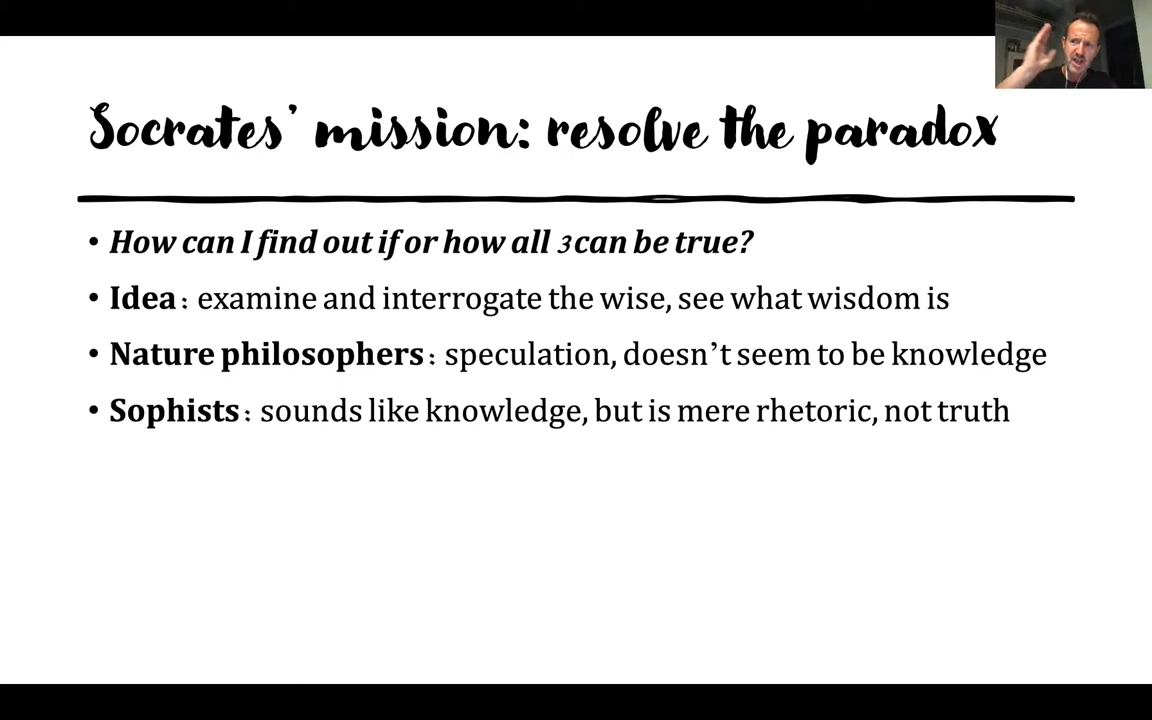 Socrates’ mission: resolve the paradox
• How can I find out if or how all 3 can be true?
• Idea: examine and interrogate the wise, see what wisdom is
• Nature philosophers: speculation, doesn’t seem to be knowledge
• Sophists: sounds like knowledge, but is mere rhetoric, not truth